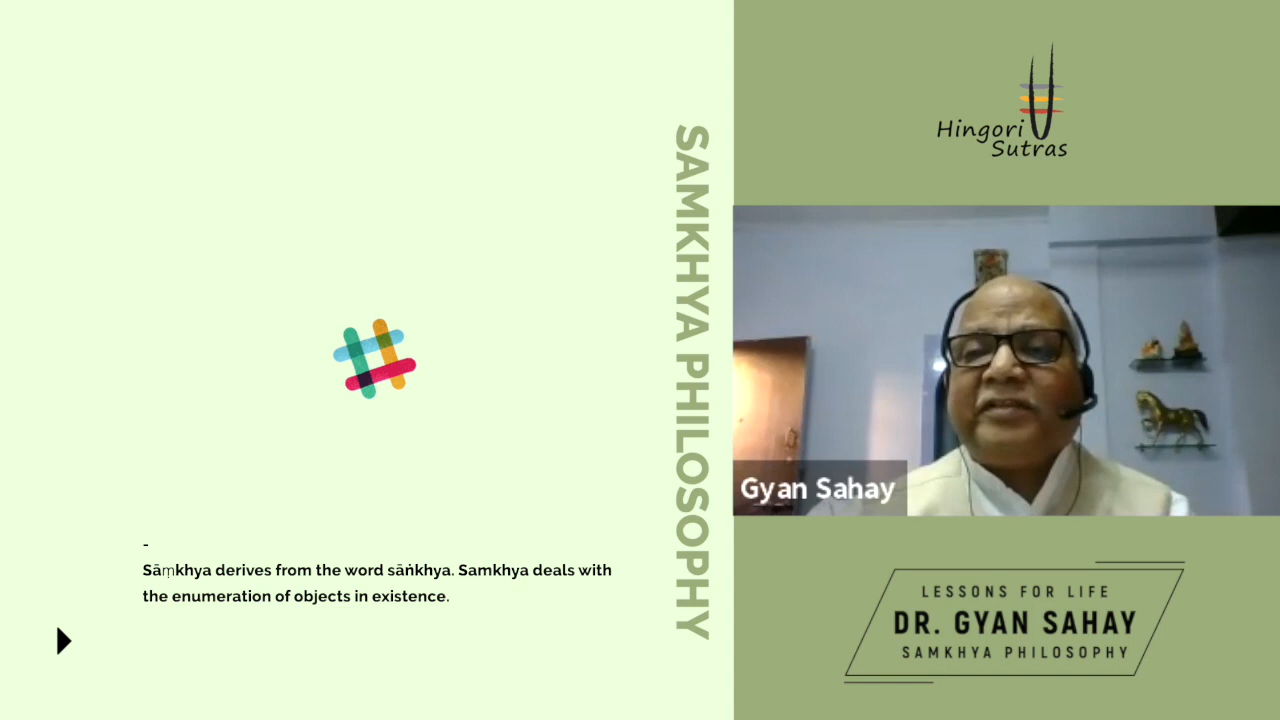 -
Sāṃkhya derives from the word sāṅkhya. Samkhya deals with
the enumeration of objects in existence.
SAMKHYA PHILOSOPHY
Hingori
Sutras
Gyan Sahay
LESSONS FOR LIFE
DR. GYAN SAHAY
SAMKHYA PHILOSOPHY